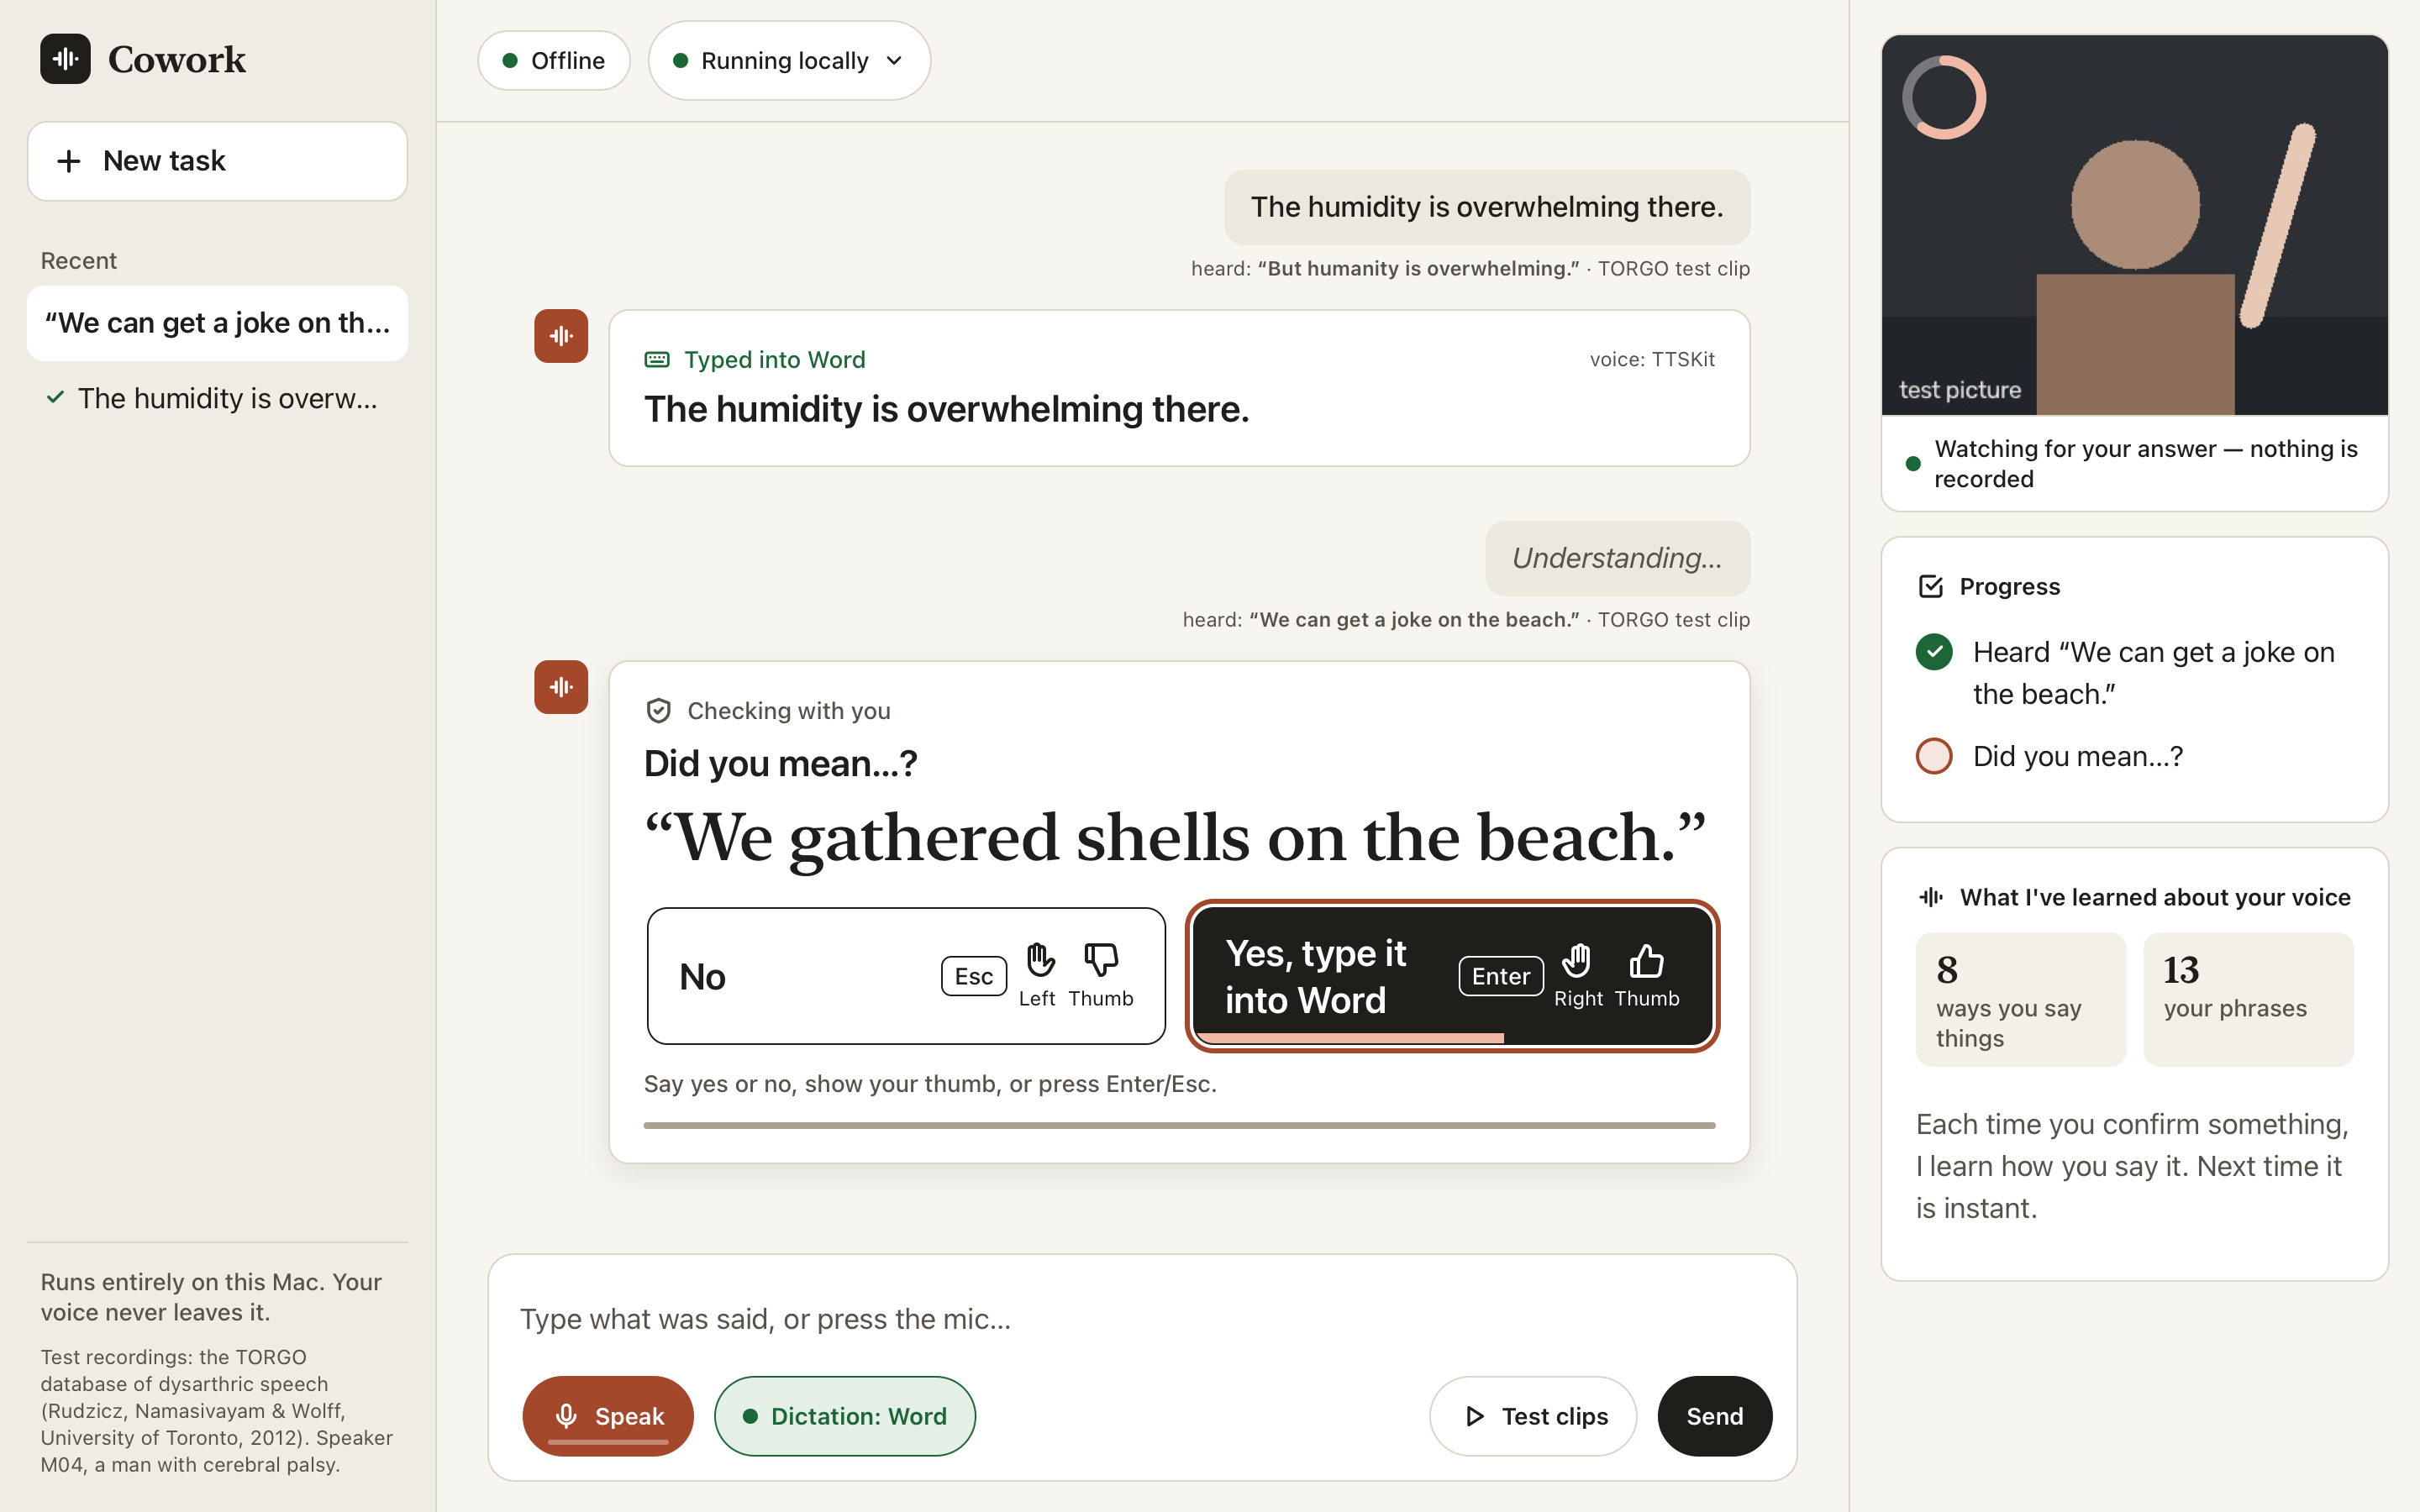 Cowork
New task
Recent
“We can get a joke on th...
The humidity is overw...
Runs entirely on this Mac. Your
voice never leaves it.
Test recordings: the TORGO
database of dysarthric speech
(Rudzicz, Namasivayam & Wolff,
University of Toronto, 2012). Speaker
M04, a man with cerebral palsy.
Offline
Running locally
The humidity is overwhelming there.
heard: “But humanity is overwhelming.” · TORGO test clip
Typed into Word
voice: TTSKit
The humidity is overwhelming there.
Understanding...
heard: “We can get a joke on the beach.” · TORGO test clip
Checking with you
Did you mean...?
“We gathered shells on the beach.”
No
Esc
Left
Thumb
Yes, type it
into Word
Enter
Right
Thumb
Say yes or no, show your thumb, or press Enter/Esc.
Type what was said, or press the mic...
Speak
Dictation: Word
Test clips
Send
test picture
Watching for your answer — nothing is
recorded
Progress
Heard “We can get a joke on
the beach.”
Did you mean...?
What I've learned about your voice
8
ways you say
things
13
your phrases
Each time you confirm something,
I learn how you say it. Next time it
is instant.